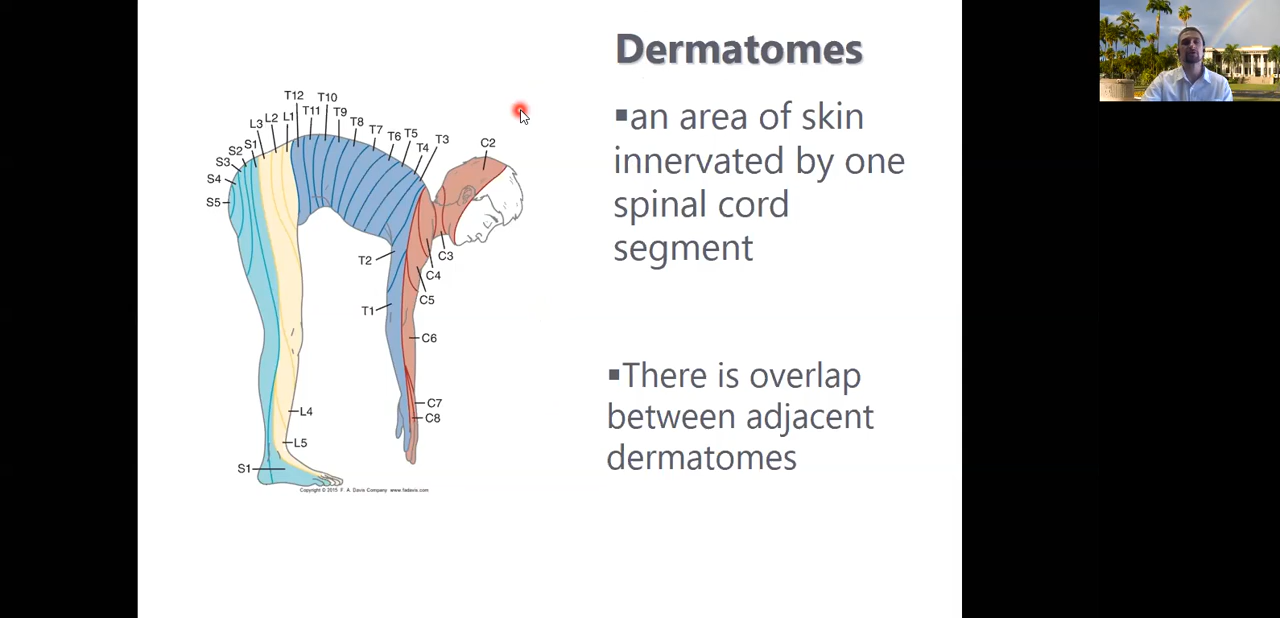 Dermatomes
▪an area of skin
innervated by one
spinal cord
segment
▪There is overlap
between adjacent
dermatomes
T12
T10
T11
T9
L3
L2
L1
T8
T7
T6
T5
T4
T3
S1
S2
S3
S4
S5
C2
C3
C4
C5
T2
T1
C6
C7
C8
L4
L5
S1
Copyright © 2015 F. A. Davis Company www.fadavis.com